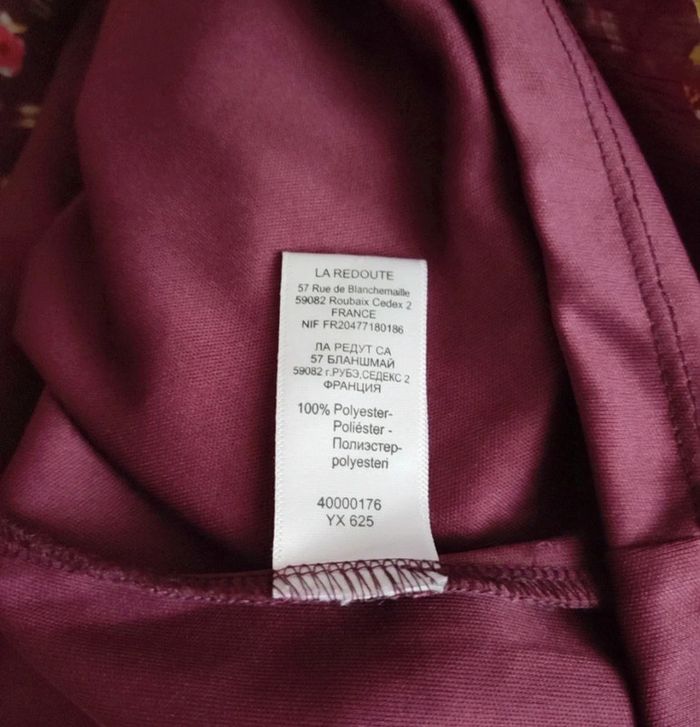 LA REDOUTE
57 Rue de Blanchemaille
59082 Roubaix Cedex 2
FRANCE
NIF FR20477180186
ЛА РЕДУТ СА
57 БЛАНШМАЙ
59082 г.РУБЭ,СЕДЕКС 2
ФРАНЦИЯ
100% Polyester-
Poliéster -
Полиэстер-
polyesteri
40000176
YX 625